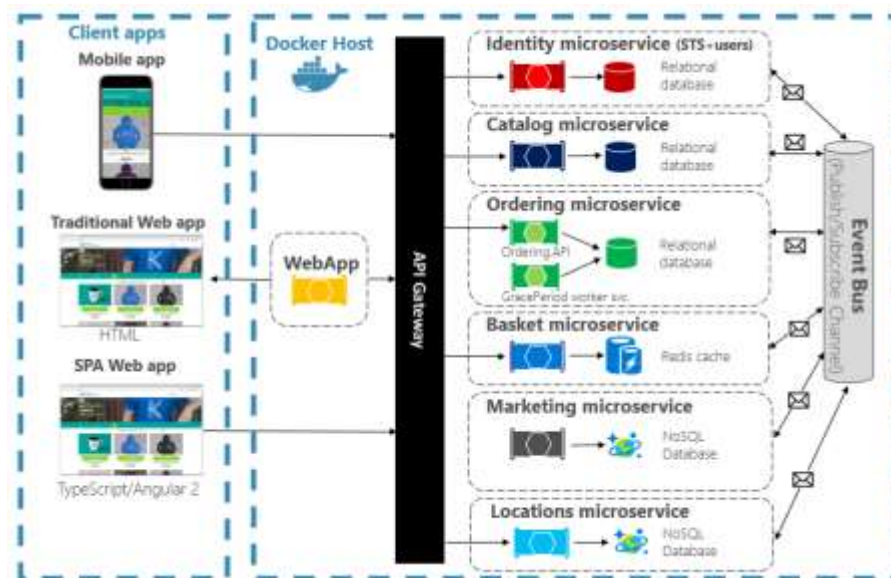 Client apps
Mobile app
Traditional Web app
HTML
SPA Web app
TypeScript/Angular 2
Docker Host
WebApp
API Gateway
Identity microservice (STS+users)
Relational
database
Catalog microservice
Relational
database
Ordering microservice
Ordering API
GracePeriod worker svc.
Relational
database
Basket microservice
Redis cache
Marketing microservice
NoSQL
Database
Locations microservice
NoSQL
Database
Event Bus
(Publish/Subscribe Channel)